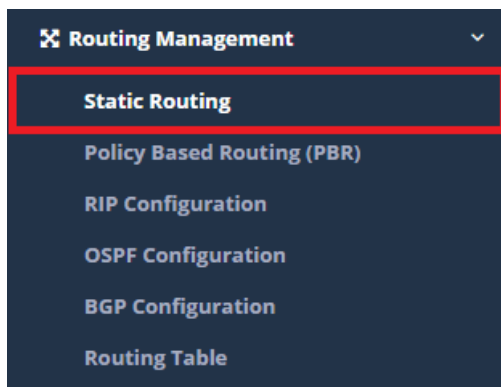 Routing Management
Static Routing
Policy Based Routing (PBR)
RIP Configuration
OSPF Configuration
BGP Configuration
Routing Table